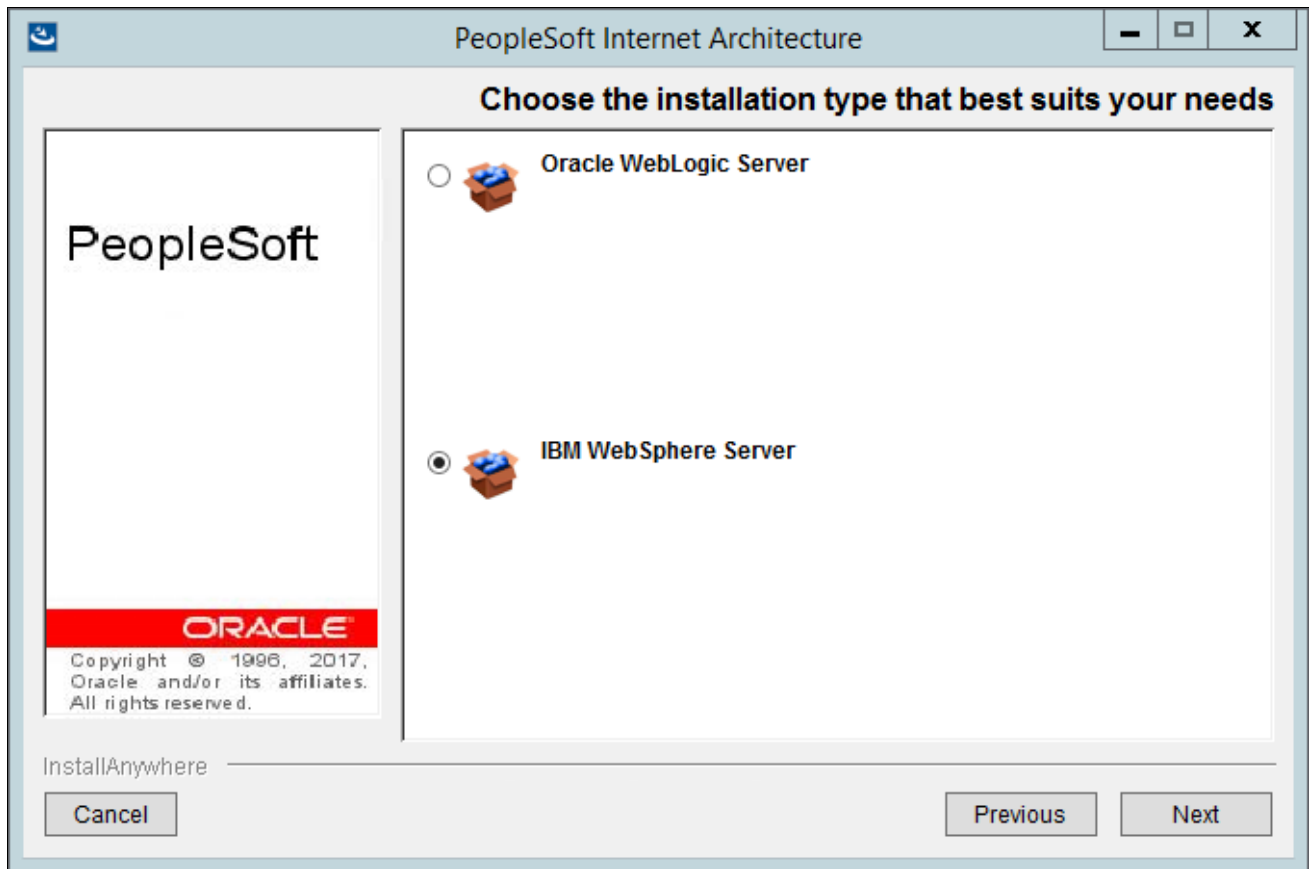 PeopleSoft Internet Architecture
Choose the installation type that best suits your needs
PeopleSoft
ORACLE
Copyright © 1996, 2017,
Oracle and/or its affiliates.
All rights reserved.
Oracle WebLogic Server
IBM WebSphere Server
InstallAnywhere
Cancel
Previous
Next